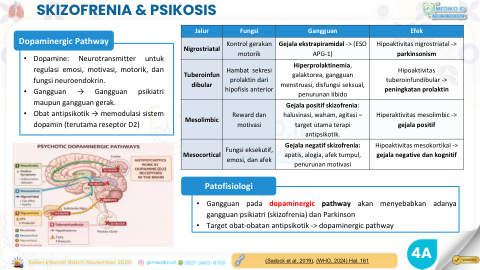 SKIZOFRENIA & PSIKOSIS
Dopaminergic Pathway
• Dopamine: Neurotransmitter untuk
regulasi emosi, motivasi, motorik, dan
fungsi neuroendokrin.
• Gangguan → Gangguan psikiatri
maupun gangguan gerak.
• Obat antipsikotik → memodulasi sistem
dopamin (terutama reseptor D2)
PSYCHOTIC DOPAMINERGIC PATHWAYS
Jalur Fungsi Gangguan Efek
Nigrostriatal
Kontrol gerakan
motorik
Gejala ekstrapiramidal -> (ESO
APG-1)
Hipoaktivitas nigrostriatal ->
parkinsonism
Tuberoinfun
dibular
Hambat sekresi
prolaktin dari
hipofisis anterior
Hiperprolaktinemia,
galaktorea, gangguan
menstruasi, disfungsi seksual,
penurunan libido
Hipoaktivitas
tuberoinfundibular ->
peningkatan prolaktin
Mesolimbic
Reward dan
motivasi
Gejala positif skizofrenia:
halusinasi, waham, agitasi –
target utama terapi
antipsikotik.
Hiperaktivitas mesolimbic ->
gejala positif
Mesocortical
Fungsi eksekutif,
emosi, dan afek
Gejala negatif skizofrenia:
apatis, alogia, afek tumpul,
penurunan motivasi
Hipoaktivitas mesokortikal ->
gejala negatif dan kognitif
Patofisiologi
• Gangguan pada dopaminergic pathway akan menyebabkan adanya
gangguan psikiatri (skizofrenia) dan Parkinson
• Target obat-obatan antipsikotik -> dopaminergic pathway
4A
(Sadock et al., 2019), (WHO, 2024) Hal. 161